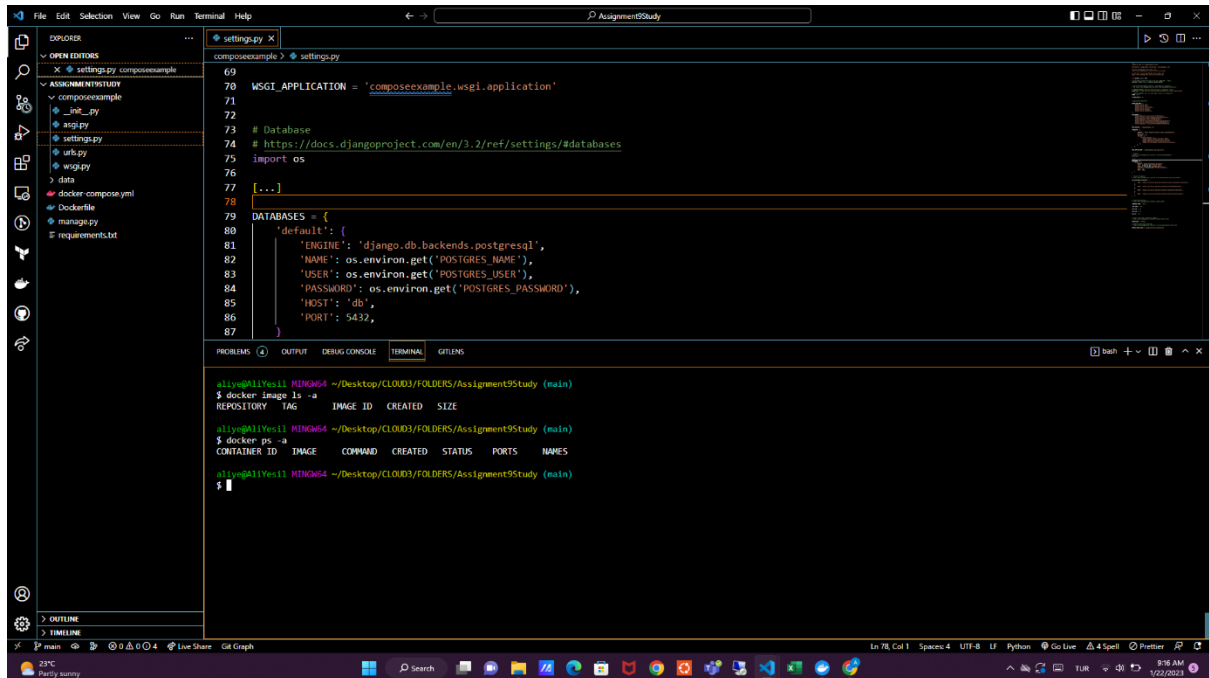 File Edit Selection View Go Run Terminal Help
Assignment9Study
EXPLORER
OPEN EDITORS
settings.py composeexample
ASSIGNMENT9STUDY
composeexample
__init__.py
asgi.py
settings.py
urls.py
wsgi.py
data
docker-compose.yml
Dockerfile
manage.py
requirements.txt
OUTLINE
TIMELINE
settings.py
composeexample > settings.py
69
70 WSGI_APPLICATION = 'composeexample.wsgi.application'
71
72
73 # Database
74 # https://docs.djangoproject.com/en/3.2/ref/settings/#databases
75 import os
76
77 [...]
78
79 DATABASES = {
80 'default': {
81 'ENGINE': 'django.db.backends.postgresql',
82 'NAME': os.environ.get('POSTGRES_NAME'),
83 'USER': os.environ.get('POSTGRES_USER'),
84 'PASSWORD': os.environ.get('POSTGRES_PASSWORD'),
85 'HOST': 'db',
86 'PORT': 5432,
87 }
PROBLEMS 4 OUTPUT DEBUG CONSOLE TERMINAL GITLENS
bash
aliye@AliYesil MINGW64 ~/Desktop/CLOUD3/FOLDERS/Assignment9Study (main)
$ docker image ls -a
REPOSITORY TAG IMAGE ID CREATED SIZE
aliye@AliYesil MINGW64 ~/Desktop/CLOUD3/FOLDERS/Assignment9Study (main)
$ docker ps -a
CONTAINER ID IMAGE COMMAND CREATED STATUS PORTS NAMES
aliye@AliYesil MINGW64 ~/Desktop/CLOUD3/FOLDERS/Assignment9Study (main)
$
main 0 0 4 Live Share Git Graph
Ln 78, Col 1 Spaces: 4 UTF-8 LF Python Go Live 4 Spell Prettier
23°C
Partly sunny
Search
TUR
9:16 AM
1/22/2023
5